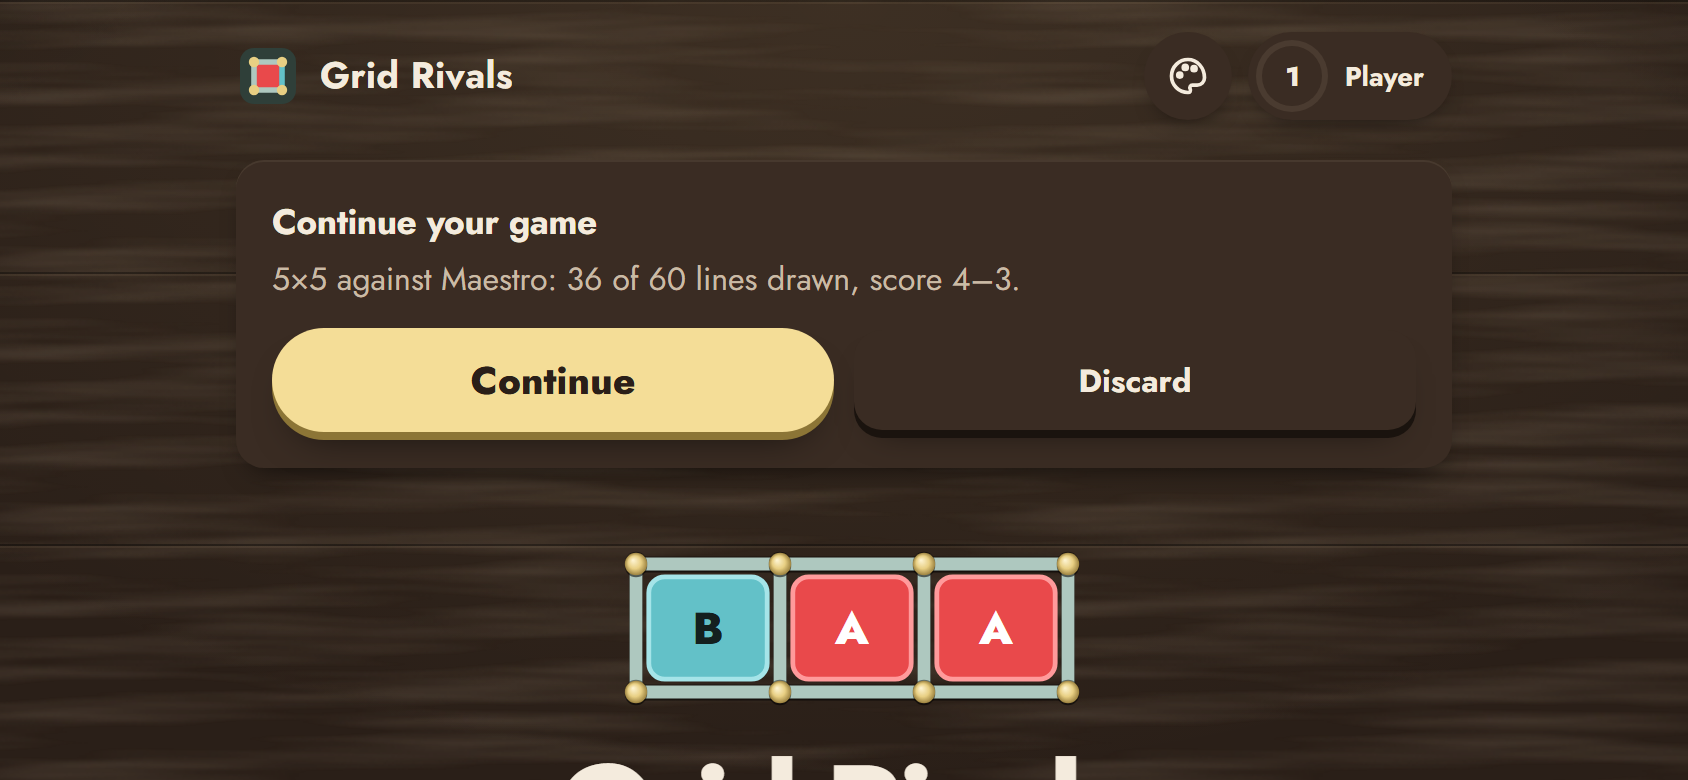 Grid Rivals
1 Player
Continue your game
5×5 against Maestro: 36 of 60 lines drawn, score 4–3.
Continue Discard
B A A